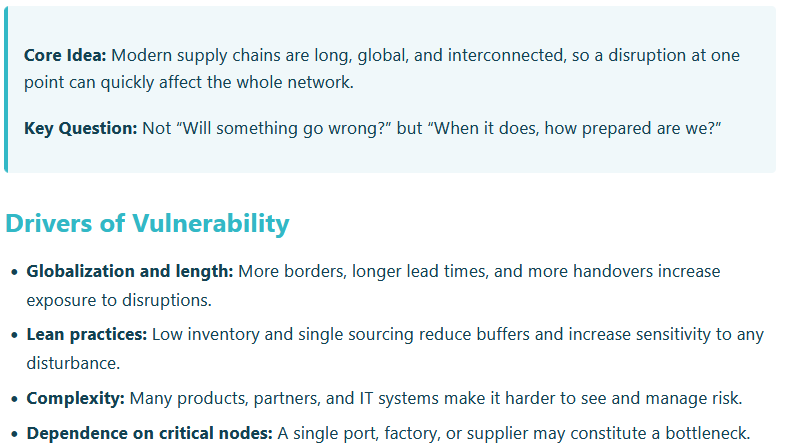 Core Idea: Modern supply chains are long, global, and interconnected, so a disruption at one
point can quickly affect the whole network.
Key Question: Not “Will something go wrong?” but “When it does, how prepared are we?”
Drivers of Vulnerability
• Globalization and length: More borders, longer lead times, and more handovers increase
exposure to disruptions.
• Lean practices: Low inventory and single sourcing reduce buffers and increase sensitivity to any
disturbance.
• Complexity: Many products, partners, and IT systems make it harder to see and manage risk.
• Dependence on critical nodes: A single port, factory, or supplier may constitute a bottleneck.